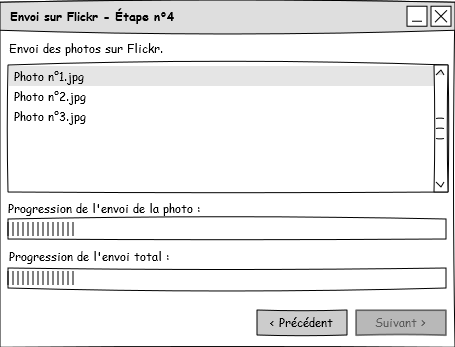 Envoi sur Flickr - Étape n°4
Envoi des photos sur Flickr.
Photo n°1.jpg
Photo n°2.jpg
Photo n°3.jpg
Progression de l'envoi de la photo :
Progression de l'envoi total :
< Précédent
Suivant >